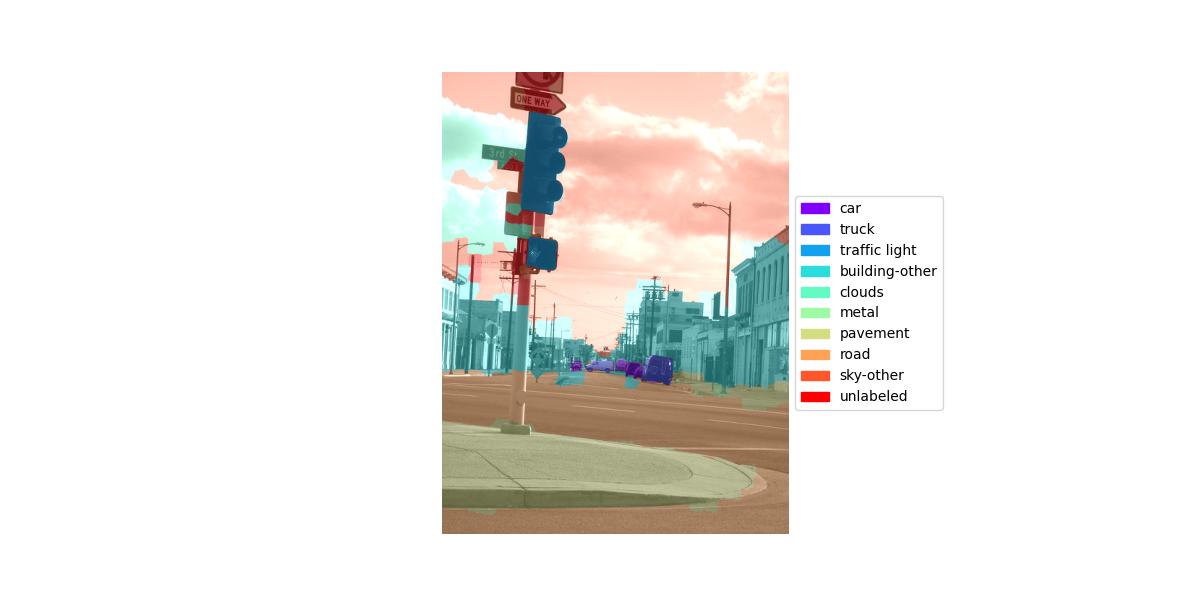 ONE WAY
3rd St
car
truck
traffic light
building-other
clouds
metal
pavement
road
sky-other
unlabeled